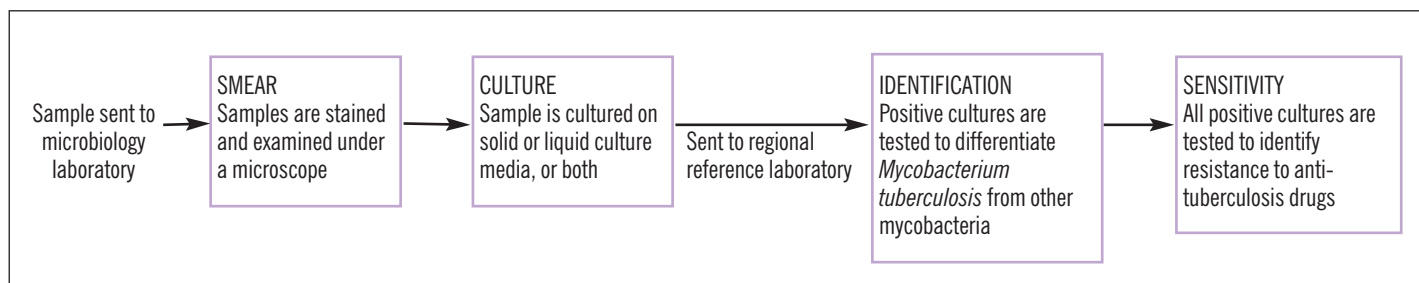 Sample sent to
microbiology
laboratory
SMEAR
Samples are stained
and examined under
a microscope
CULTURE
Sample is cultured on
solid or liquid culture
media, or both
Sent to regional
reference laboratory
IDENTIFICATION
Positive cultures are
tested to differentiate
Mycobacterium
tuberculosis from other
mycobacteria
SENSITIVITY
All positive cultures are
tested to identify
resistance to anti-
tuberculosis drugs